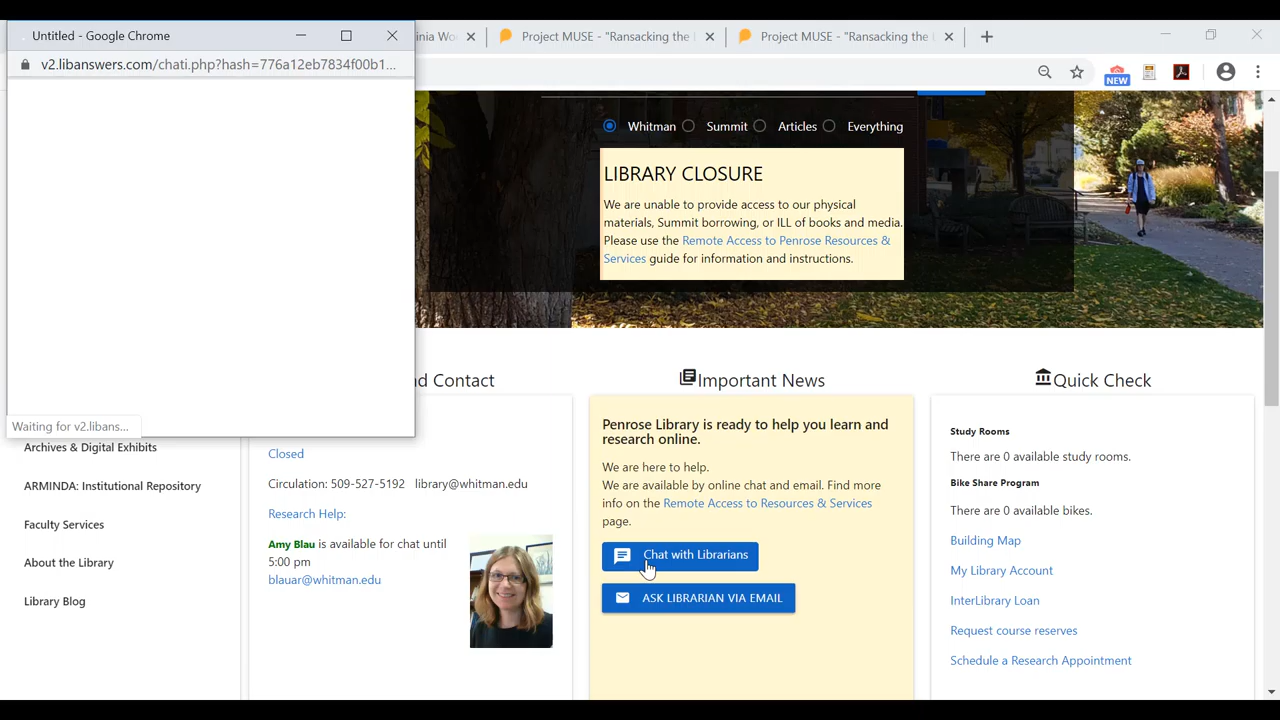 Untitled - Google Chrome
inia Wo
Project MUSE - "Ransacking the L
Project MUSE - "Ransacking the L
v2.libanswers.com/chati.php?hash=776a12eb7834f00b1...
NEW
Whitman Summit Articles Everything
LIBRARY CLOSURE
We are unable to provide access to our physical
materials, Summit borrowing, or ILL of books and media.
Please use the Remote Access to Penrose Resources &
Services guide for information and instructions.
Waiting for v2.libans...
Archives & Digital Exhibits
ARMINDA: Institutional Repository
Faculty Services
About the Library
Library Blog
d Contact
Closed
Circulation: 509-527-5192 library@whitman.edu
Research Help:
Amy Blau is available for chat until
5:00 pm
blauar@whitman.edu
Important News
Penrose Library is ready to help you learn and
research online.
We are here to help.
We are available by online chat and email. Find more
info on the Remote Access to Resources & Services
page.
Chat with Librarians
ASK LIBRARIAN VIA EMAIL
Quick Check
Study Rooms
There are 0 available study rooms.
Bike Share Program
There are 0 available bikes.
Building Map
My Library Account
InterLibrary Loan
Request course reserves
Schedule a Research Appointment